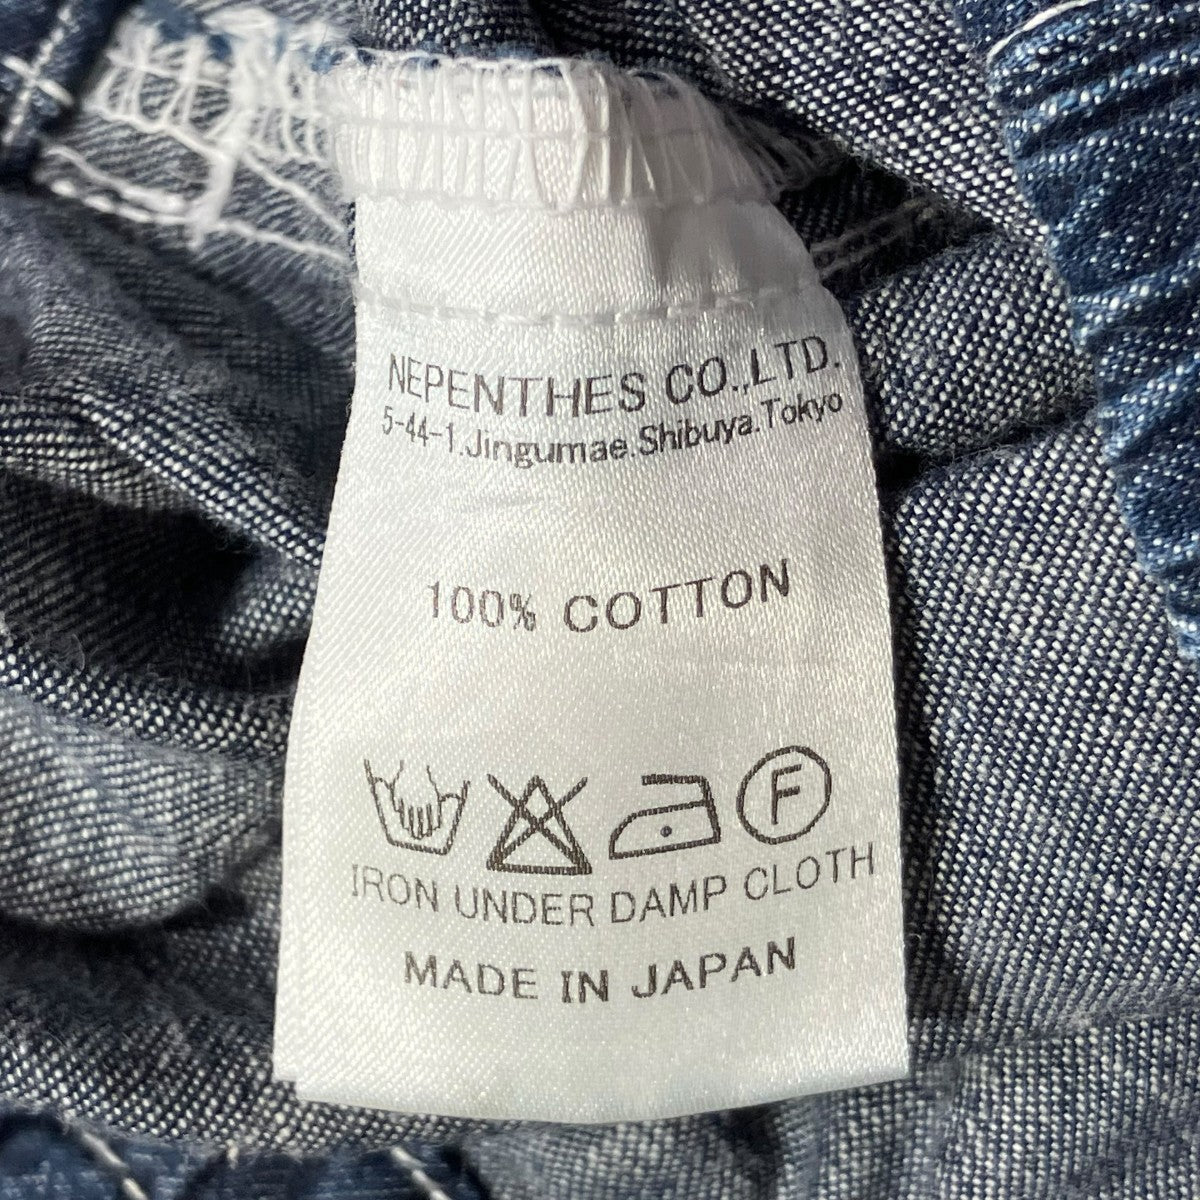 NEPENTHES CO.,LTD.
5-44-1.Jingumae.Shibuya.Tokyo
100% COTTON
F
IRON UNDER DAMP CLOTH
MADE IN JAPAN